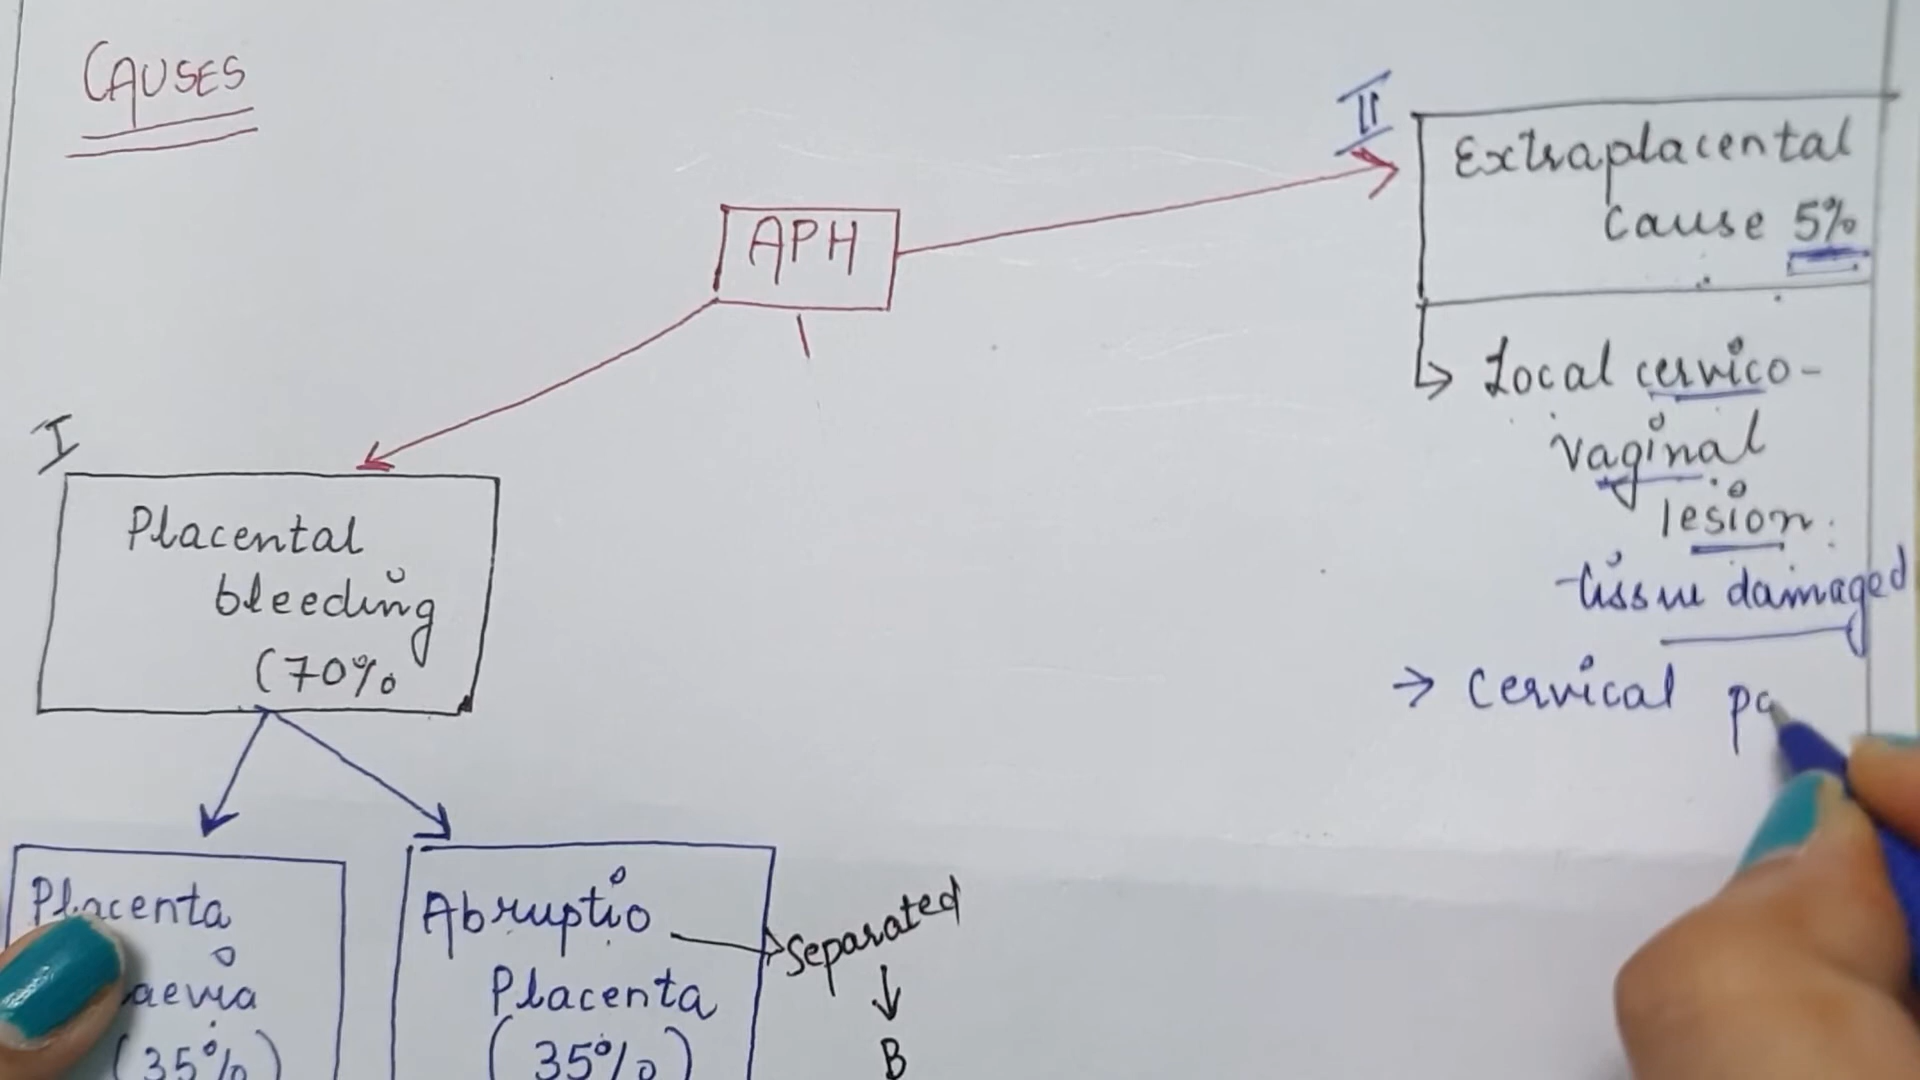 CAUSES
APH
II
Extraplacental
Cause 5%
Local cervico-
vaginal
lesion
tissue damaged
→ Cervical
I
Placental
bleeding
(70%
Placenta
(35%)
Abruptio
Placenta
(35%)
Separated
↓
B